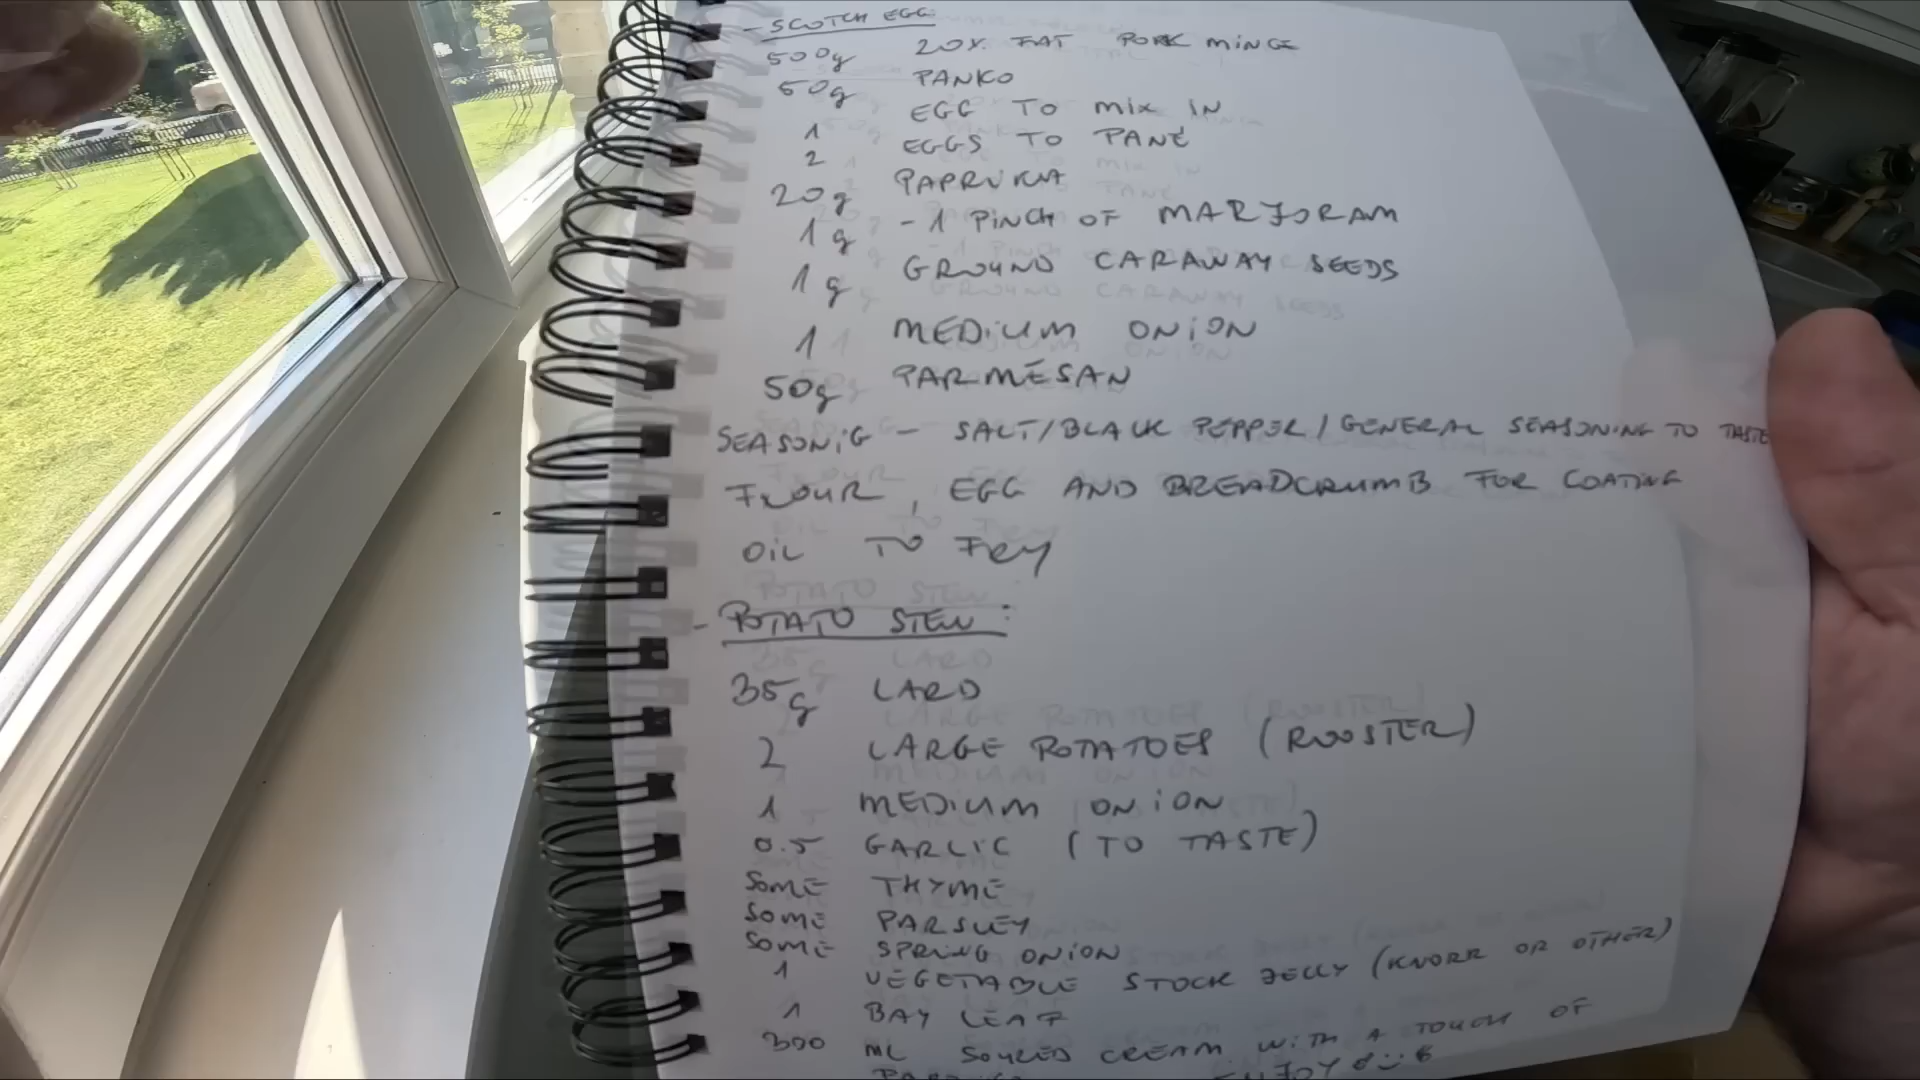 - SCOTCH EGG
500g 20% FAT PORK MINCE
50g PANKO
1 EGG TO MIX IN
2 EGGS TO PANÉ
20g PAPRIKA
1g - 1 PINCH OF MARJORAM
1g GROUND CARAWAY SEEDS
1 MEDIUM ONION
50g PARMESAN
SEASONIG - SALT/BLACK PEPPER/GENERAL SEASONING TO TASTE
FLOUR, EGG AND BREADCRUMB FOR COATING
OIL TO FRY
- POTATO STEW:
35g LARD
2 LARGE POTATOES (ROOSTER)
1 MEDIUM ONION
0.5 GARLIC (TO TASTE)
SOME THYME
SOME PARSLEY
SOME SPRING ONION
1 VEGETABLE STOCK JELLY (KNORR OR OTHER)
1 BAY LEAF
300 ML SOURED CREAM WITH A TOUCH OF
ENJOY